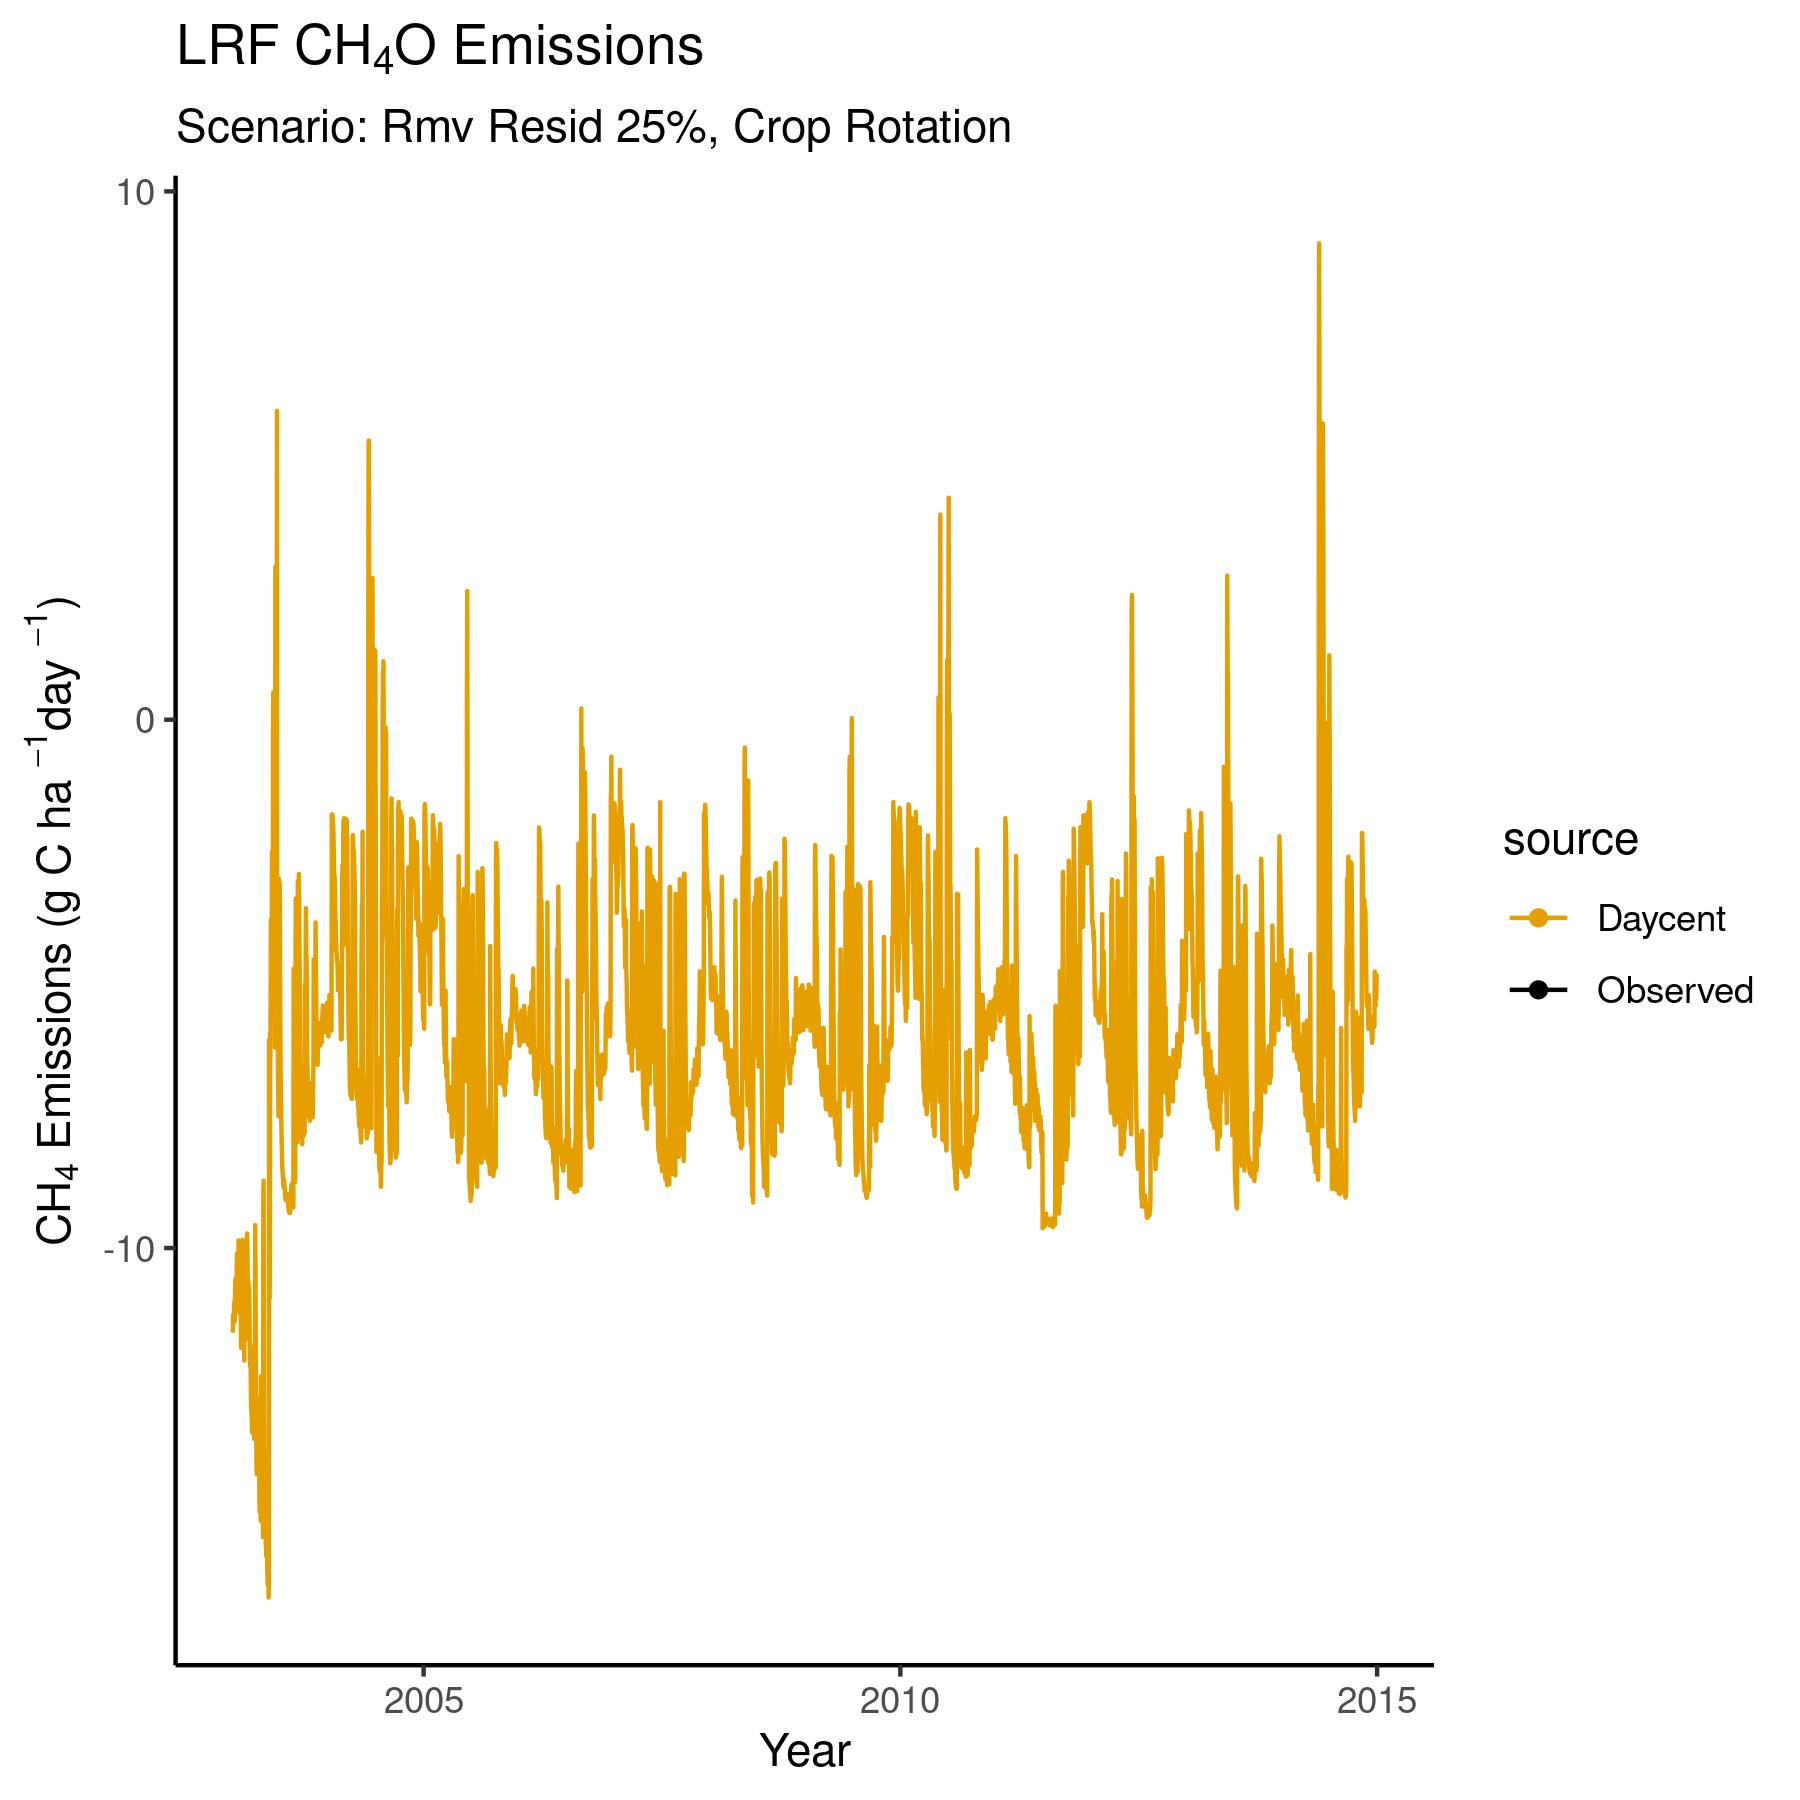 LRF CH₄O Emissions
Scenario: Rmv Resid 25%, Crop Rotation
CH₄ Emissions (g C ha ⁻¹day ⁻¹)
10
0
-10
2005 2010 2015
Year
source
Daycent
Observed